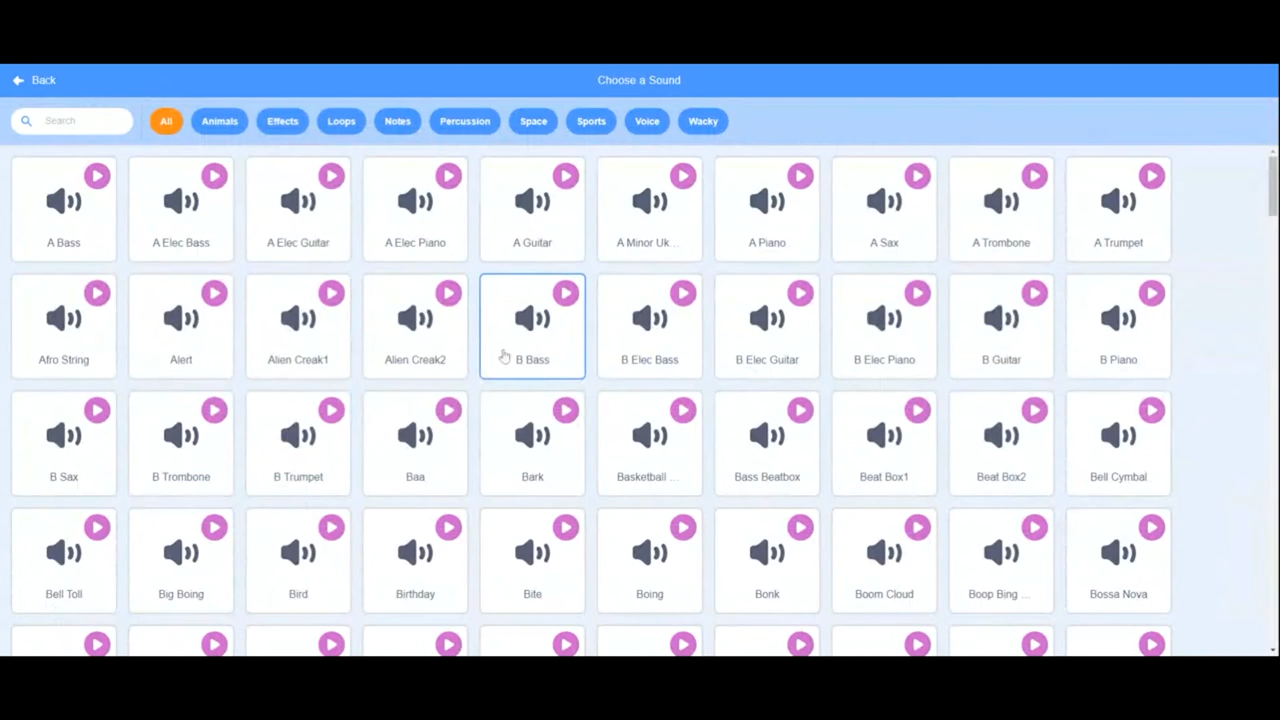 Back
Choose a Sound
Search
All
Animals
Effects
Loops
Notes
Percussion
Space
Sports
Voice
Wacky
A Bass
A Elec Bass
A Elec Guitar
A Elec Piano
A Guitar
A Minor Uk...
A Piano
A Sax
A Trombone
A Trumpet
Afro String
Alert
Alien Creak1
Alien Creak2
B Bass
B Elec Bass
B Elec Guitar
B Elec Piano
B Guitar
B Piano
B Sax
B Trombone
B Trumpet
Baa
Bark
Basketball ...
Bass Beatbox
Beat Box1
Beat Box2
Bell Cymbal
Bell Toll
Big Boing
Bird
Birthday
Bite
Boing
Bonk
Boom Cloud
Boop Bing ...
Bossa Nova